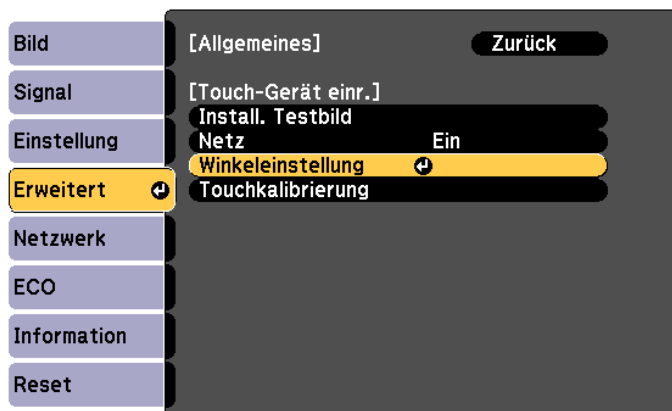 Bild
Signal
Einstellung
Erweitert
Netzwerk
ECO
Information
Reset
[Allgemeines] Zurück
[Touch-Gerät einr.]
Install. Testbild
Netz Ein
Winkeleinstellung
Touchkalibrierung